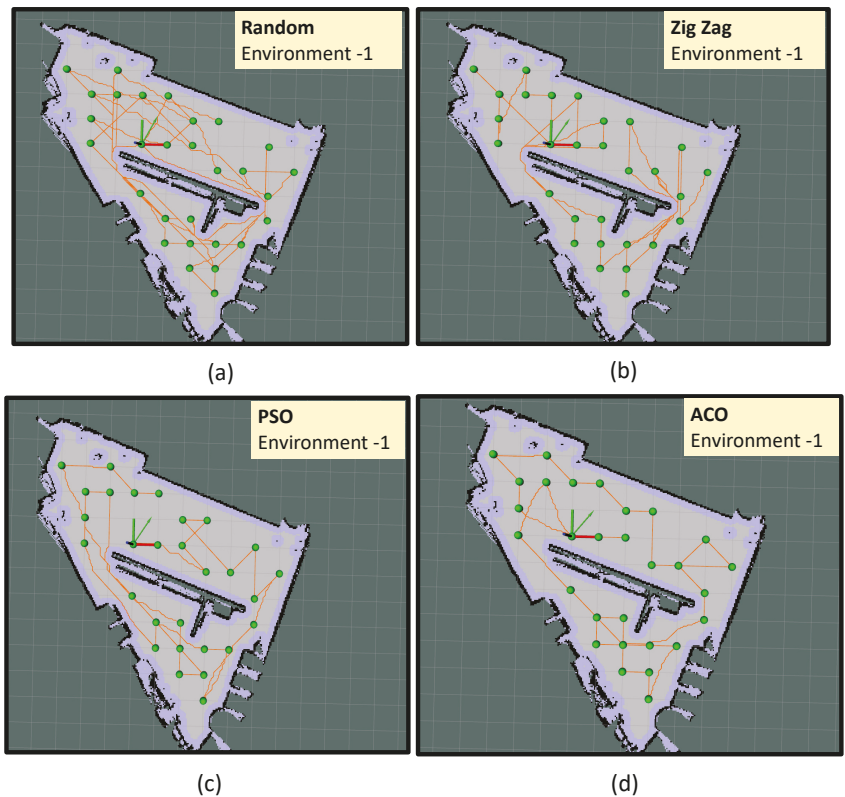 Random
Environment -1
Zig Zag
Environment -1
(a)
(b)
PSO
Environment -1
ACO
Environment -1
(c)
(d)